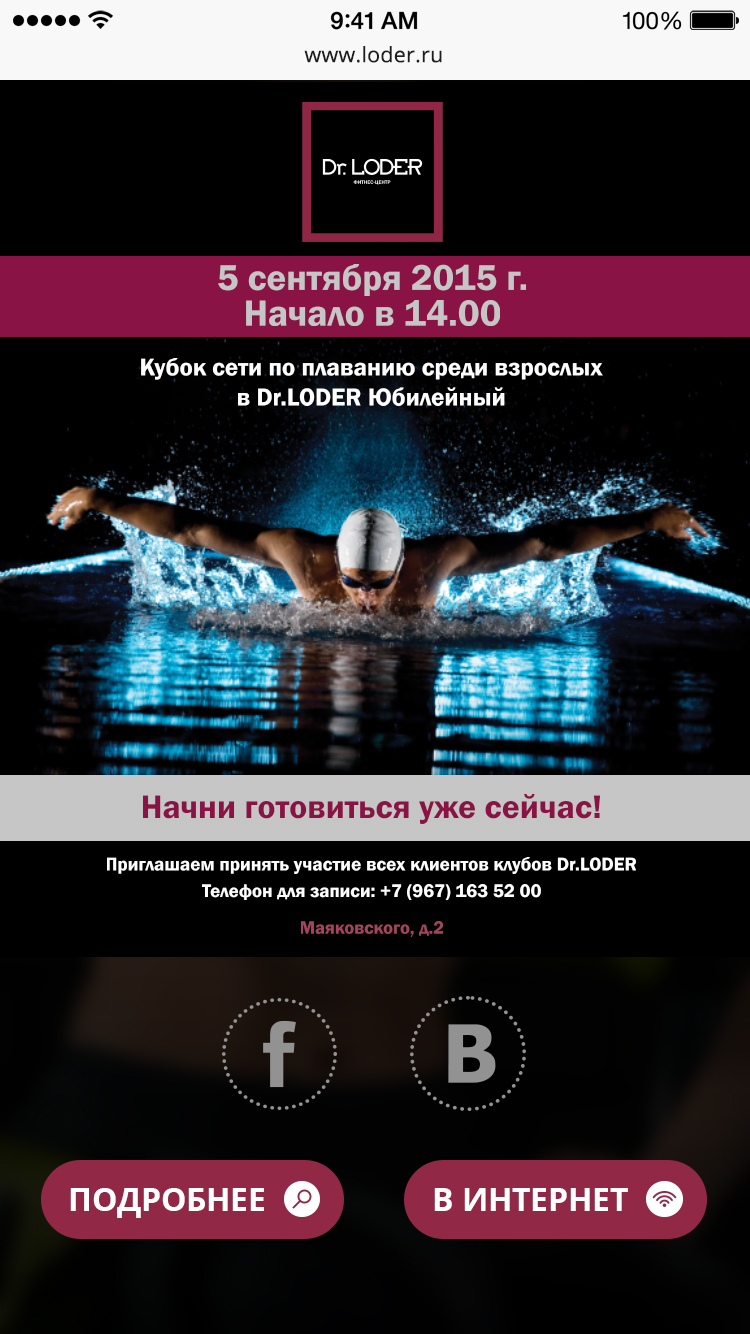 9:41 AM
100%
www.loder.ru
Dr. LODER
ФИТНЕС-ЦЕНТР
5 сентября 2015 г.
Начало в 14.00
Кубок сети по плаванию среди взрослых
в Dr.LODER Юбилейный
Начни готовиться уже сейчас!
Приглашаем принять участие всех клиентов клубов Dr.LODER
Телефон для записи: +7 (967) 163 52 00
Маяковского, д.2
f
В
ПОДРОБНЕЕ
В ИНТЕРНЕТ